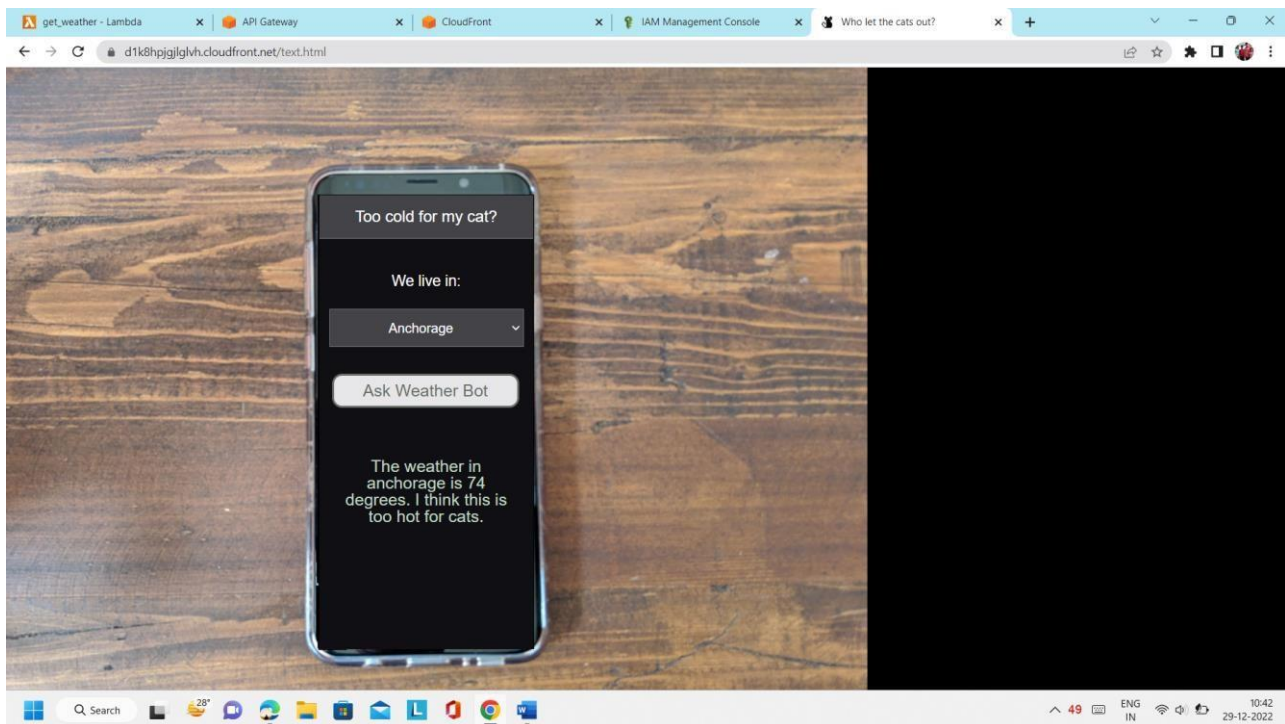 get_weather - Lambda
API Gateway
CloudFront
IAM Management Console
Who let the cats out?
d1k8hpjgjlglvh.cloudfront.net/text.html
Too cold for my cat?
We live in:
Anchorage
Ask Weather Bot
The weather in
anchorage is 74
degrees. I think this is
too hot for cats.
Search
28°
49
ENG
IN
10:42
29-12-2022